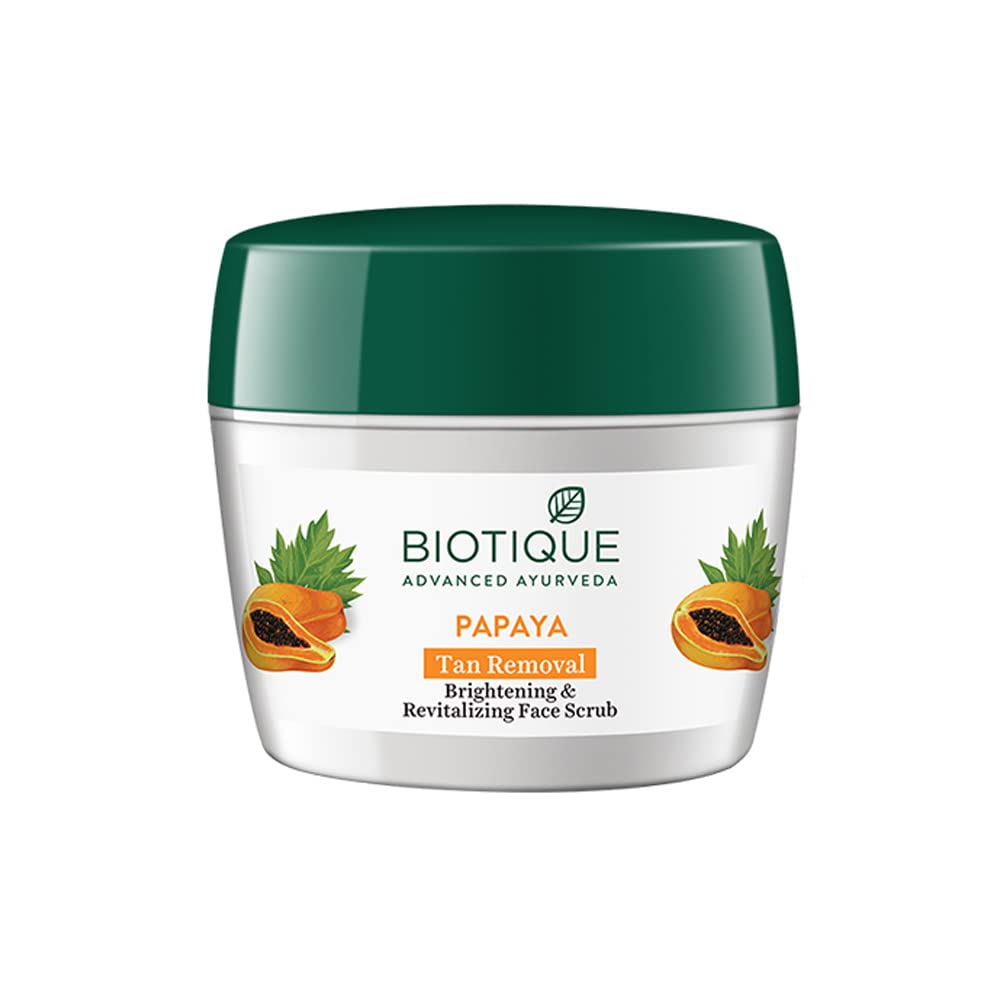 BIOTIQUE
ADVANCED AYURVEDA
PAPAYA
Tan Removal
Brightening &
Revitalizing Face Scrub